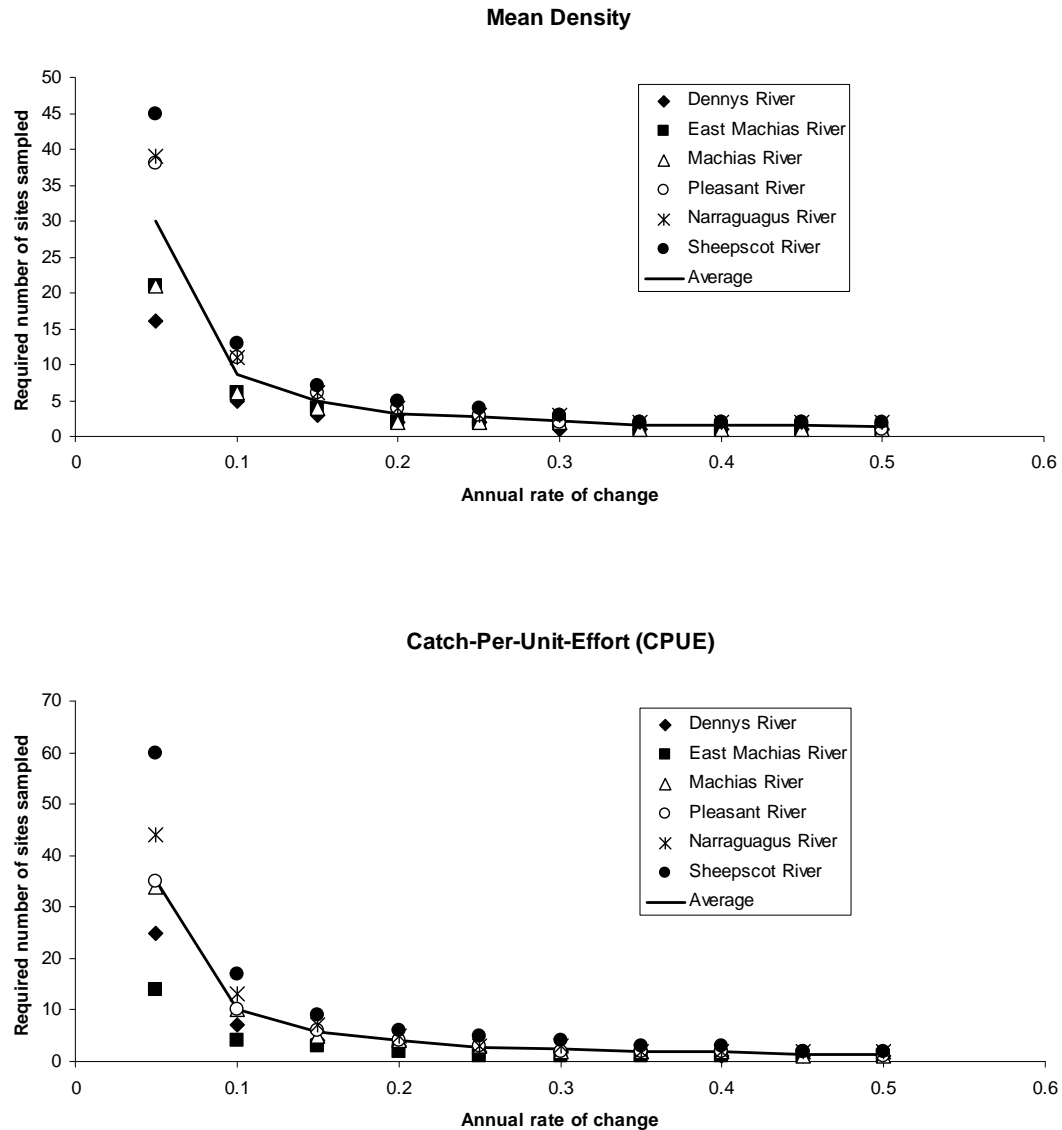 Mean Density
50
45
40
35
30
25
20
15
10
5
0
Required number of sites sampled
Dennys River
East Machias River
Machias River
Pleasant River
Narraguagus River
Sheepscot River
Average
0 0.1 0.2 0.3 0.4 0.5 0.6
Annual rate of change
Catch-Per-Unit-Effort (CPUE)
70
60
50
40
30
20
10
0
Required number of sites sampled
Dennys River
East Machias River
Machias River
Pleasant River
Narraguagus River
Sheepscot River
Average
0 0.1 0.2 0.3 0.4 0.5 0.6
Annual rate of change